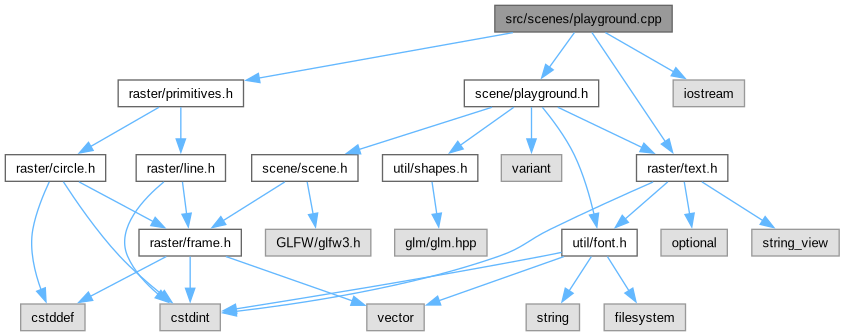 src/scenes/playground.cpp
raster/primitives.h
scene/playground.h
iostream
raster/circle.h
raster/line.h
scene/scene.h
util/shapes.h
variant
raster/text.h
raster/frame.h
GLFW/glfw3.h
glm/glm.hpp
util/font.h
optional
string_view
cstddef
cstdint
vector
string
filesystem